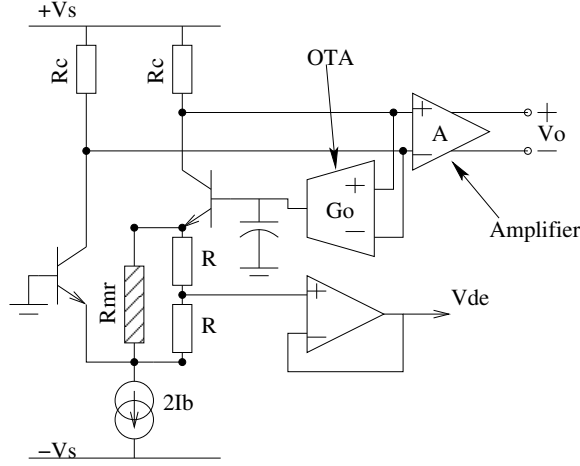 +Vs
Rc
Rc
OTA
+
A
−
+
Vo
−
+
Go
−
Amplifier
R
Rmr
+
−
Vde
R
2Ib
−Vs